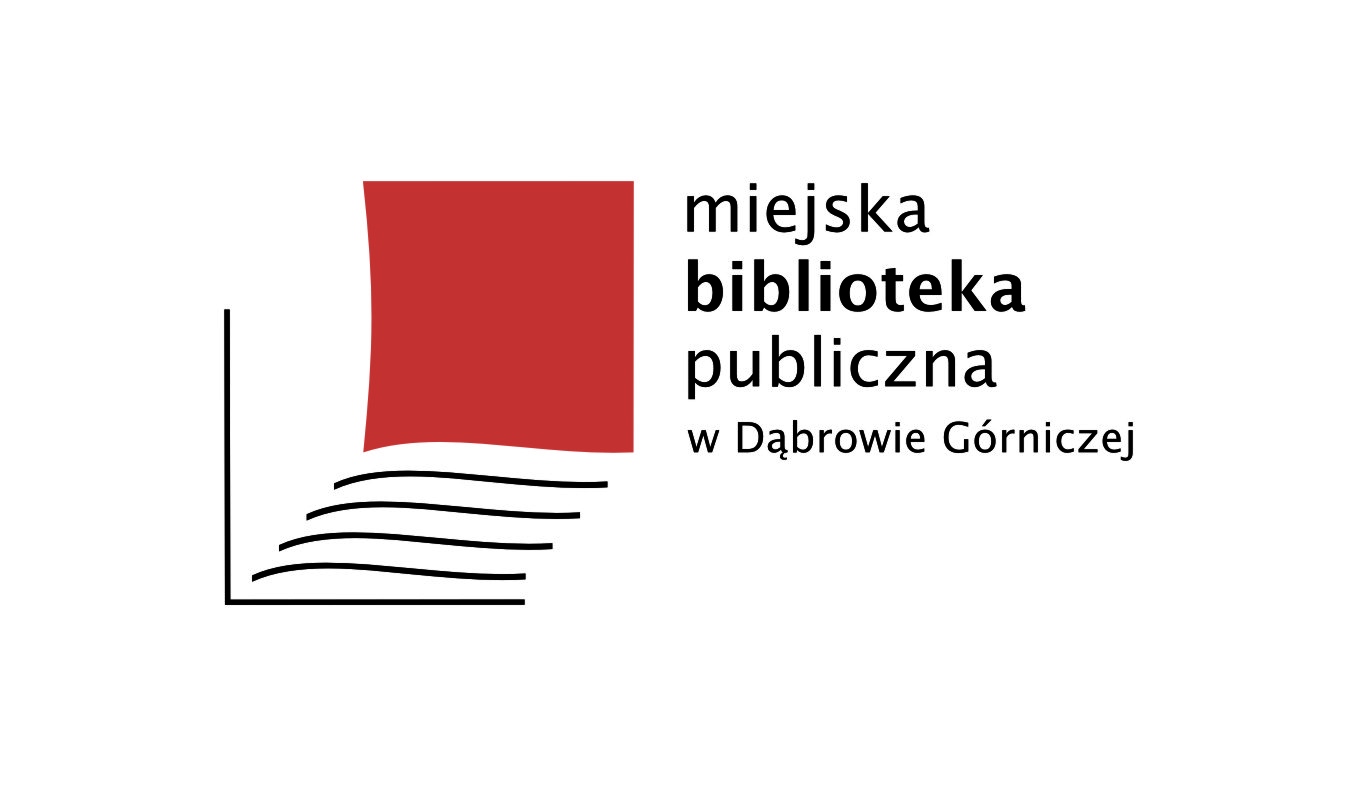 miejska
biblioteka
publiczna
w Dąbrowie Górniczej